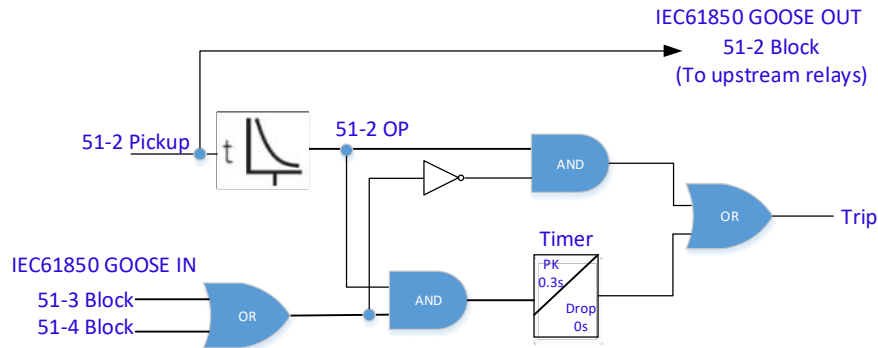 IEC61850 GOOSE OUT
51-2 Block
(To upstream relays)
51-2 Pickup
t
51-2 OP
AND
OR
Trip
Timer
PK
0.3s
Drop
0s
IEC61850 GOOSE IN
51-3 Block
51-4 Block
OR
AND